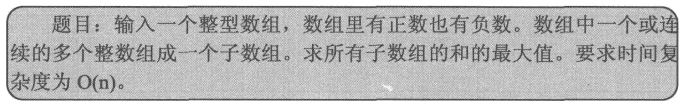 题目：输入一个整型数组，数组里有正数也有负数。数组中一个或连
续的多个整数组成一个子数组。求所有子数组的和的最大值。要求时间复
杂度为 O(n)。